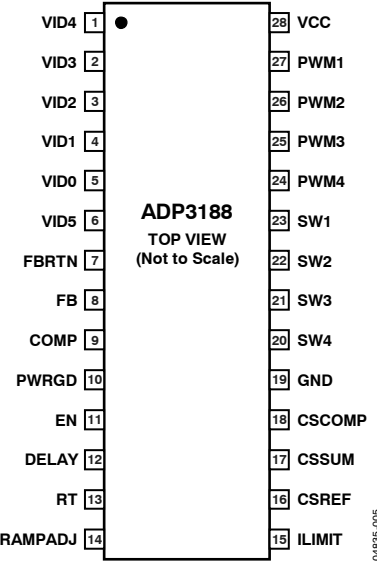 VID4 1 28 VCC
VID3 2 27 PWM1
VID2 3 26 PWM2
VID1 4 25 PWM3
VID0 5 24 PWM4
ADP3188
VID5 6 23 SW1
TOP VIEW
(Not to Scale)
FBRTN 7 22 SW2
FB 8 21 SW3
COMP 9 20 SW4
PWRGD 10 19 GND
EN 11 18 CSCOMP
DELAY 12 17 CSSUM
RT 13 16 CSREF
RAMPADJ 14 15 ILIMIT
04835-005